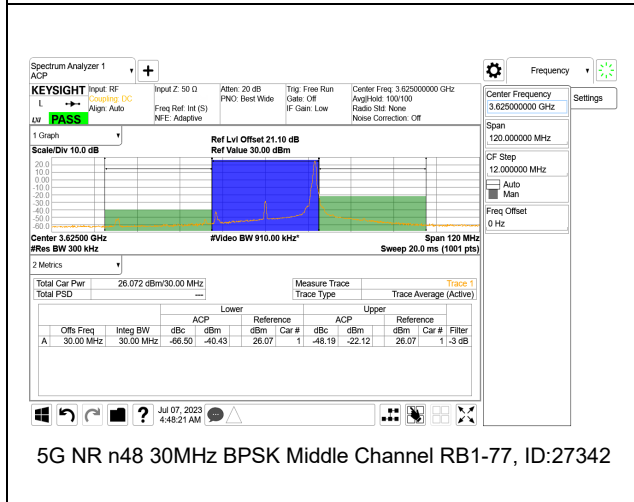 Spectrum Analyzer 1
ACP
Frequency
KEYSIGHT
Input: RF
Coupling: DC
Align: Auto
Input Z: 50 Ω
Freq Ref: Int (S)
NFE: Adaptive
Atten: 20 dB
PNO: Best Wide
Trig: Free Run
Gate: Off
IF Gain: Low
Center Freq: 3.625000000 GHz
Avg|Hold: 100/100
Radio Std: None
Noise Correction: Off
L
LXI
PASS
Center Frequency
3.625000000 GHz
Settings
Span
120.000000 MHz
CF Step
12.000000 MHz
Auto
Man
Freq Offset
0 Hz
1 Graph
Scale/Div 10.0 dB
Ref Lvl Offset 21.10 dB
Ref Value 30.00 dBm
20.0
10.0
0.00
-10.0
-20.0
-30.0
-40.0
-50.0
-60.0
Center 3.62500 GHz
#Res BW 300 kHz
#Video BW 910.00 kHz*
Span 120 MHz
Sweep 20.0 ms (1001 pts)
2 Metrics
Total Car Pwr 26.072 dBm/30.00 MHz
Total PSD ---
Measure Trace Trace 1
Trace Type Trace Average (Active)
Lower Upper
ACP Reference ACP Reference
Offs Freq Integ BW dBc dBm dBm Car # dBc dBm dBm Car # Filter
A 30.00 MHz 30.00 MHz -66.50 -40.43 26.07 1 -48.19 -22.12 26.07 1 -3 dB
?
Jul 07, 2023
4:48:21 AM
5G NR n48 30MHz BPSK Middle Channel RB1-77, ID:27342